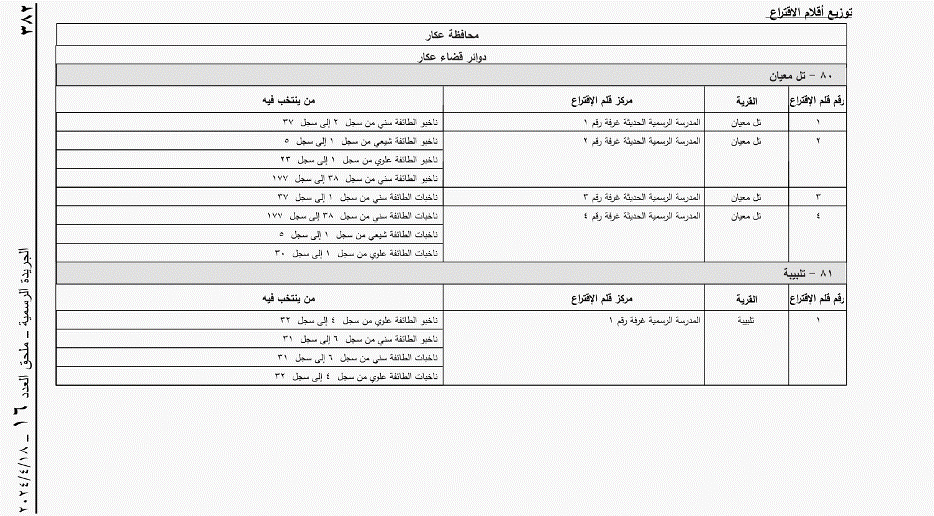 توزيع أقلام الاقتراع
محافظة عكار
دوائر قضاء عكار
٨٠ - تل معيان
رقم قلم الإقتراع القرية مركز قلم الإقتراع من ينتخب فيه
١ تل معيان المدرسة الرسمية الحديثة غرفة رقم ١ ناخبو الطائفة سني من سجل ٢ إلى سجل ٣٧
٢ تل معيان المدرسة الرسمية الحديثة غرفة رقم ٢ ناخبو الطائفة شيعي من سجل ١ إلى سجل ٥
ناخبو الطائفة علوي من سجل ١ إلى سجل ٢٣
ناخبو الطائفة سني من سجل ٣٨ إلى سجل ١٧٧
٣ تل معيان المدرسة الرسمية الحديثة غرفة رقم ٣ ناخبات الطائفة سني من سجل ١ إلى سجل ٣٧
٤ تل معيان المدرسة الرسمية الحديثة غرفة رقم ٤ ناخبات الطائفة سني من سجل ٣٨ إلى سجل ١٧٧
ناخبات الطائفة شيعي من سجل ١ إلى سجل ٥
ناخبات الطائفة علوي من سجل ١ إلى سجل ٣٠
٨١ - تلبيبة
رقم قلم الإقتراع القرية مركز قلم الإقتراع من ينتخب فيه
١ تلبيبة المدرسة الرسمية غرفة رقم ١ ناخبو الطائفة علوي من سجل ٤ إلى سجل ٣٢
ناخبو الطائفة سني من سجل ٦ إلى سجل ٣١
ناخبات الطائفة سني من سجل ٦ إلى سجل ٣١
ناخبات الطائفة علوي من سجل ٤ إلى سجل ٣٢
٣٨٢
الجريدة الرسمية ـ ملحق العدد ١٦ ـ ٢٠٢٤/٤/١٨